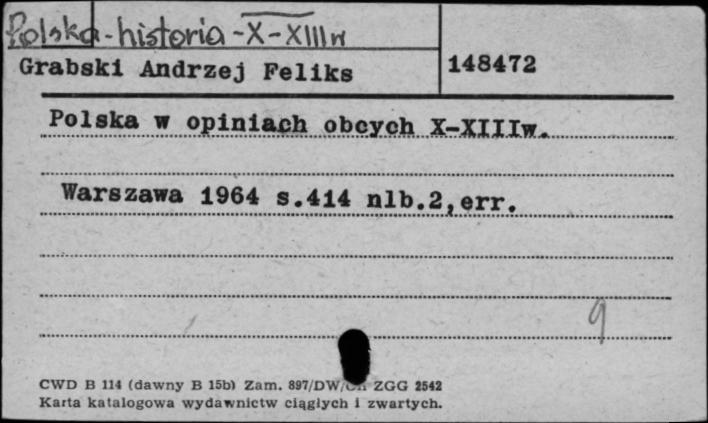 Polska - historia - X - XIII w
Grabski Andrzej Feliks
148472
Polska w opiniach obcych X-XIIIw.
Warszawa 1964 s.414 nlb.2,err.
9
CWD B 114 (dawny B 15b) Zam. 897/DW/ ZGG 2542
Karta katalogowa wydawnictw ciągłych i zwartych.